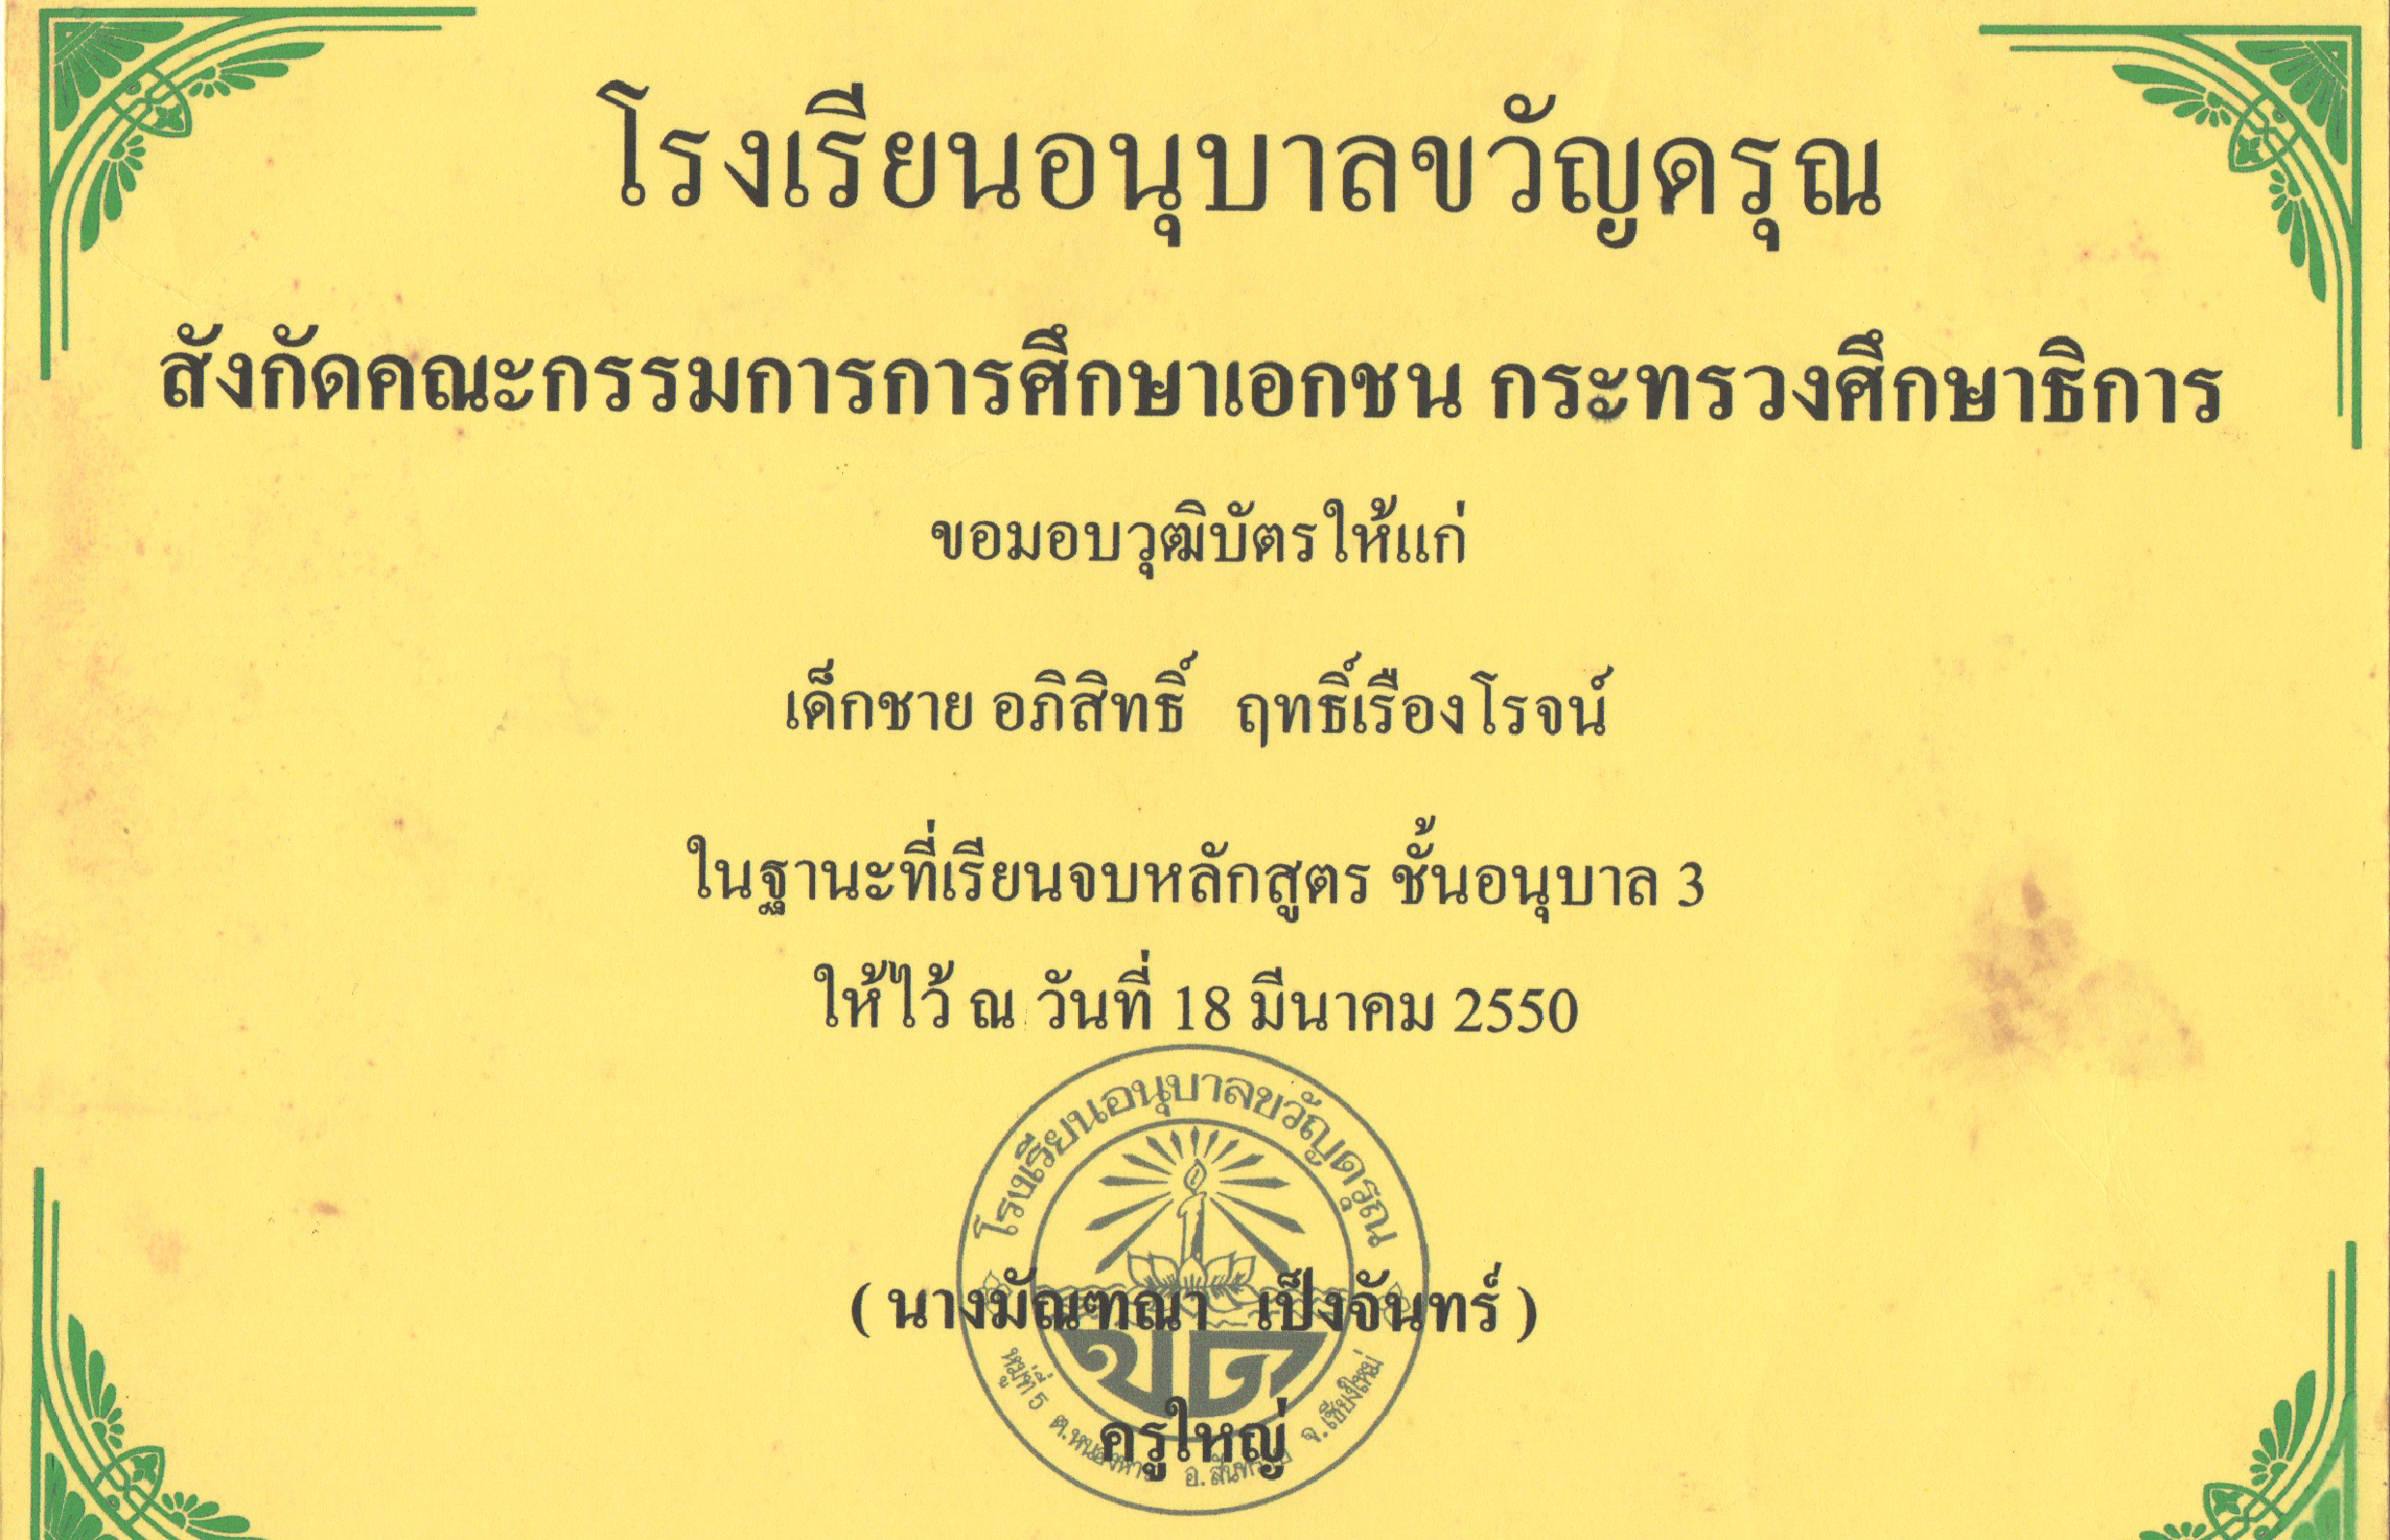 โรงเรียนอนุบาลขวัญดรุณ
สังกัดคณะกรรมการการศึกษาเอกชน กระทรวงศึกษาธิการ
ขอมอบวุฒิบัตรให้แก่
เด็กชาย อภิสิทธิ์ ฤทธิ์เรืองโรจน์
ในฐานะที่เรียนจบหลักสูตร ชั้นอนุบาล 3
ให้ไว้ ณ วันที่ 18 มีนาคม 2550
โรงเรียนอนุบาลขวัญดรุณ
( นางมัณฑณา เป็งจันทร์ )
ขด
ครูใหญ่
หมู่ที่ 5 ต.หนองหาร อ.สันทราย จ.เชียงใหม่